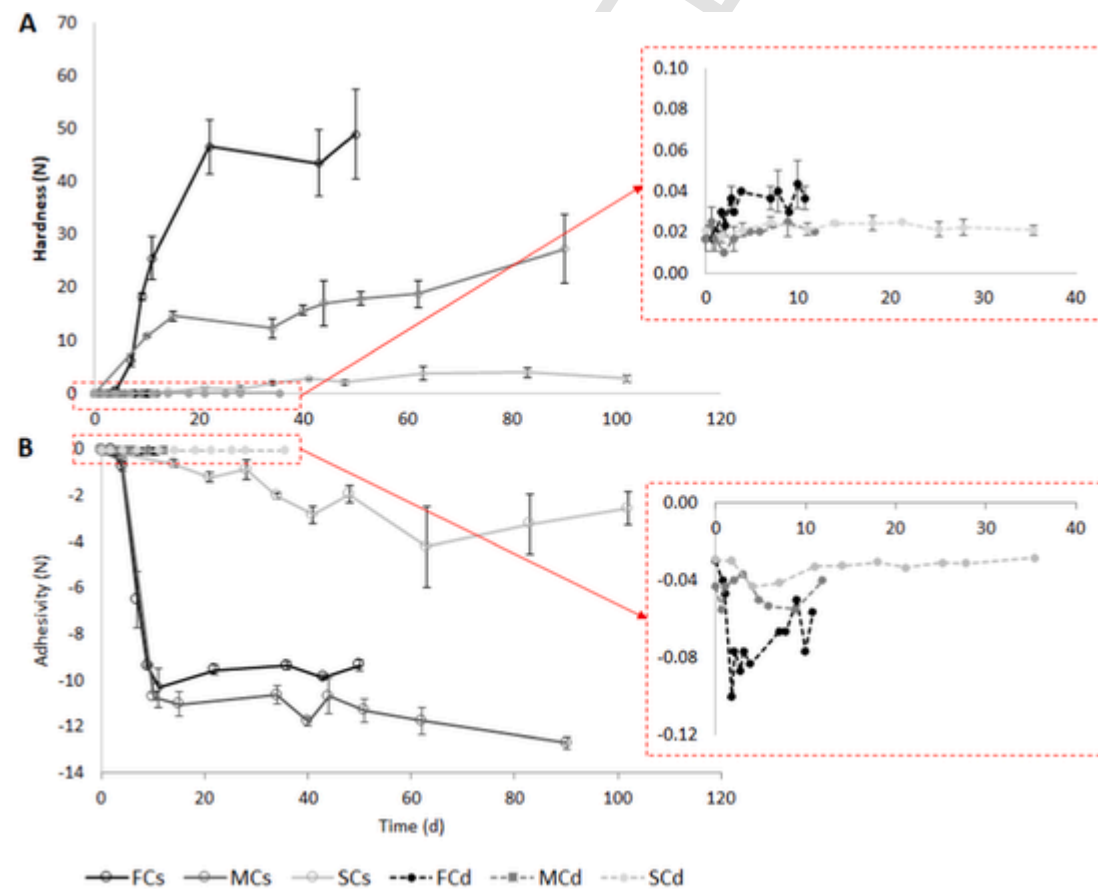 A
Hardness (N)
70
60
50
40
30
20
10
0
0 20 40 60 80 100 120
0.10
0.08
0.06
0.04
0.02
0.00
0 10 20 30 40
B
Adhesivity (N)
0
-2
-4
-6
-8
-10
-12
-14
0 20 40 60 80 100 120
Time (d)
0 10 20 30 40
0.00
-0.04
-0.08
-0.12
FCs MCs SCs FCd MCd SCd